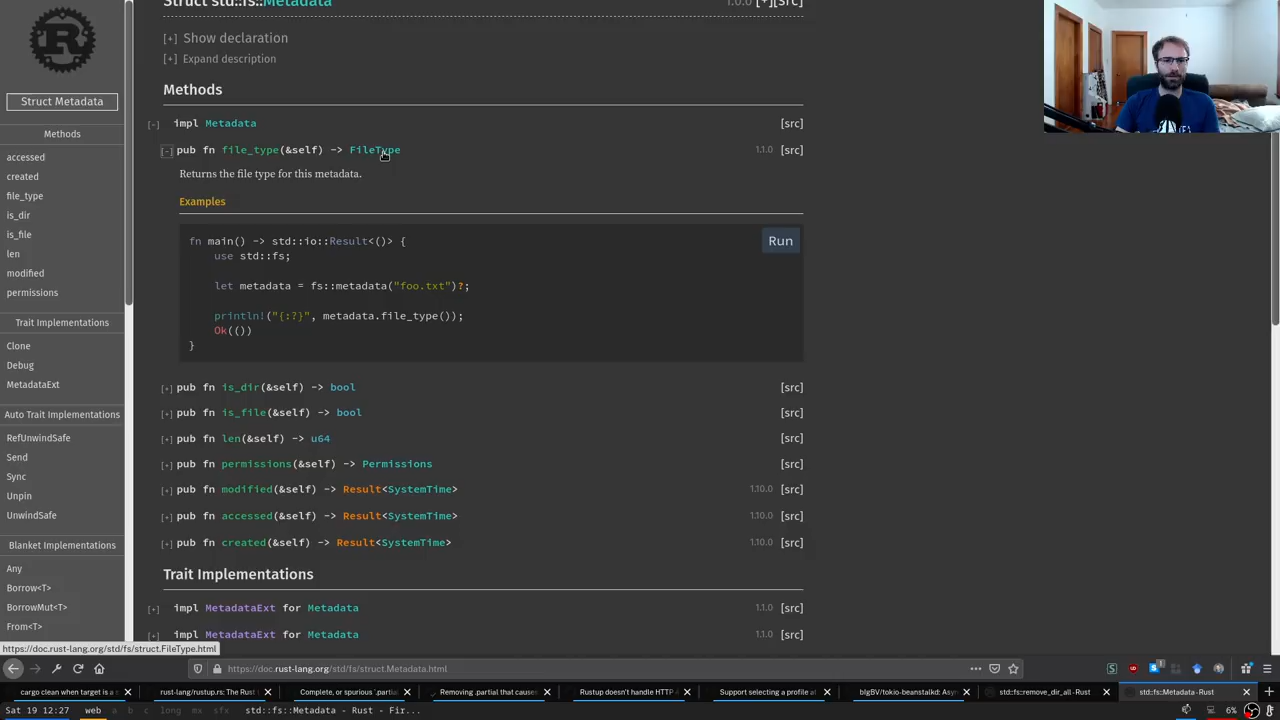 Struct std::fs::Metadata
1.0.0 [+][src]
[+] Show declaration
[+] Expand description
Struct Metadata
Methods
accessed
created
file_type
is_dir
is_file
len
modified
permissions
Trait Implementations
Clone
Debug
MetadataExt
Auto Trait Implementations
RefUnwindSafe
Send
Sync
Unpin
UnwindSafe
Blanket Implementations
Any
Borrow<T>
BorrowMut<T>
From<T>
Methods
[-] impl Metadata [src]
[-] pub fn file_type(&self) -> FileType 1.1.0 [src]
Returns the file type for this metadata.
Examples
Run
fn main() -> std::io::Result<()> {
use std::fs;
let metadata = fs::metadata("foo.txt")?;
println!("{:?}", metadata.file_type());
Ok(())
}
[+] pub fn is_dir(&self) -> bool [src]
[+] pub fn is_file(&self) -> bool [src]
[+] pub fn len(&self) -> u64 [src]
[+] pub fn permissions(&self) -> Permissions [src]
[+] pub fn modified(&self) -> Result<SystemTime> 1.10.0 [src]
[+] pub fn accessed(&self) -> Result<SystemTime> 1.10.0 [src]
[+] pub fn created(&self) -> Result<SystemTime> 1.10.0 [src]
Trait Implementations
[+] impl MetadataExt for Metadata 1.1.0 [src]
[+] impl MetadataExt for Metadata 1.1.0 [src]
https://doc.rust-lang.org/std/fs/struct.FileType.html
https://doc.rust-lang.org/std/fs/struct.Metadata.html
cargo clean when target is a s
rust-lang/rustup.rs: The Rust
Complete, or spurious `.partial
Removing .partial that causes
Rustup doesn't handle HTTP 4
Support selecting a profile al
blgBV/tokio-beanstalkd: Asy
std::fs::remove_dir_all - Rust
std::fs::Metadata - Rust
Sat 19 12:27 web a b c long mx sfx std::fs::Metadata - Rust - Fir... 6%